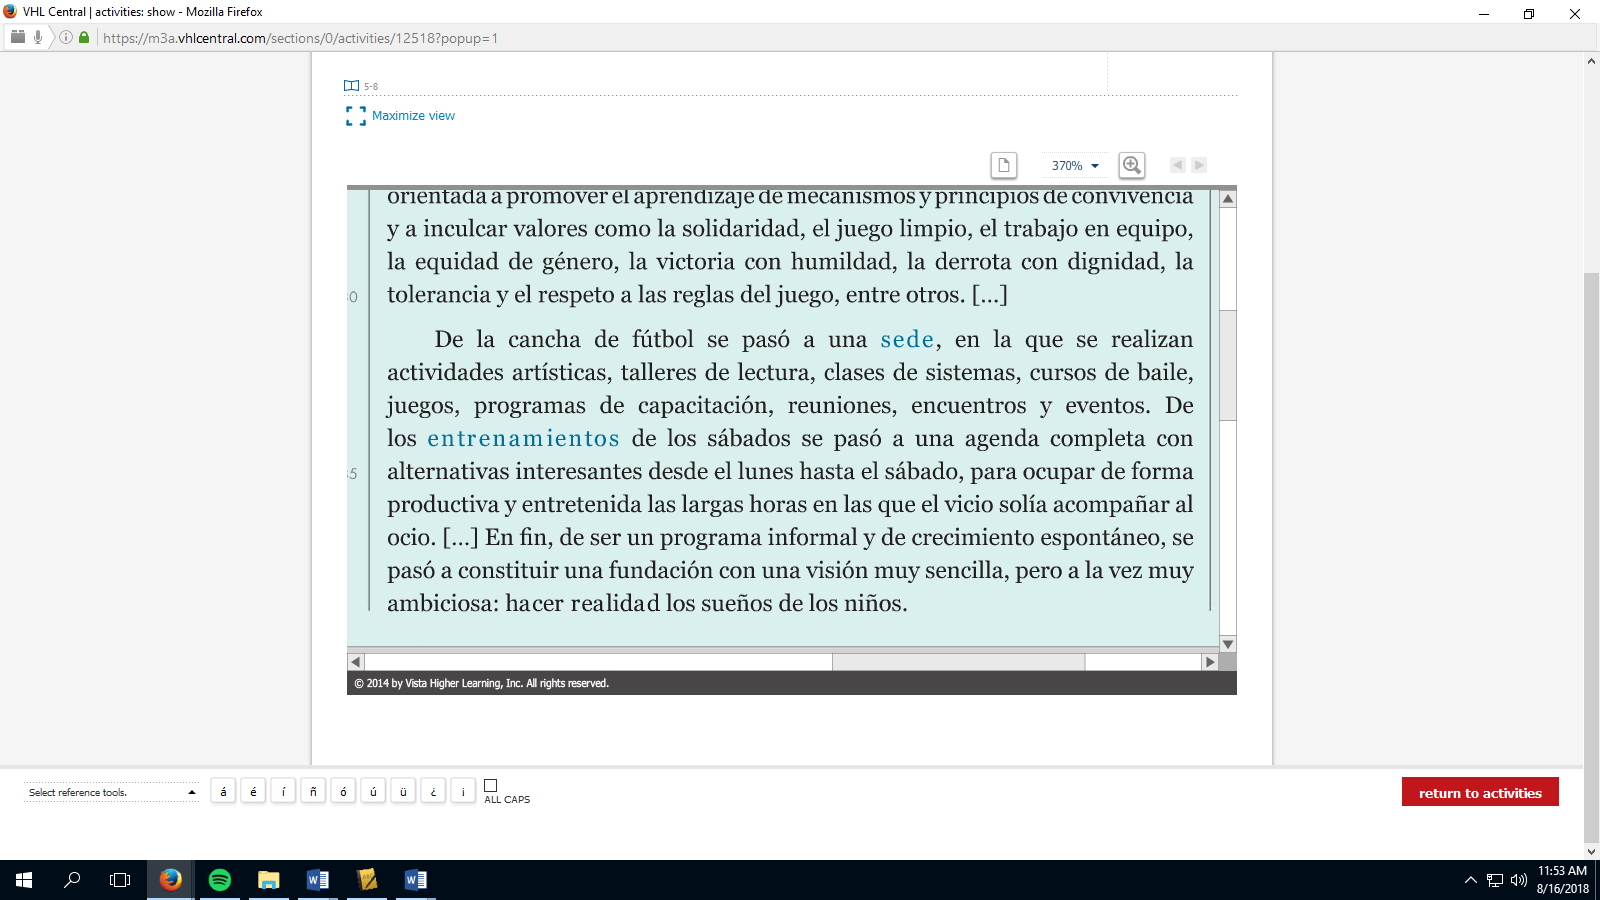 VHL Central | activities: show - Mozilla Firefox
https://m3a.vhlcentral.com/sections/0/activities/12518?popup=1
5-8
Maximize view
370%
orientada a promover el aprendizaje de mecanismos y principios de convivencia
y a inculcar valores como la solidaridad, el juego limpio, el trabajo en equipo,
la equidad de género, la victoria con humildad, la derrota con dignidad, la
tolerancia y el respeto a las reglas del juego, entre otros. [...]
De la cancha de fútbol se pasó a una sede, en la que se realizan
actividades artísticas, talleres de lectura, clases de sistemas, cursos de baile,
juegos, programas de capacitación, reuniones, encuentros y eventos. De
los entrenamientos de los sábados se pasó a una agenda completa con
alternativas interesantes desde el lunes hasta el sábado, para ocupar de forma
productiva y entretenida las largas horas en las que el vicio solía acompañar al
ocio. [...] En fin, de ser un programa informal y de crecimiento espontáneo, se
pasó a constituir una fundación con una visión muy sencilla, pero a la vez muy
ambiciosa: hacer realidad los sueños de los niños.
© 2014 by Vista Higher Learning, Inc. All rights reserved.
Select reference tools.
á é í ñ ó ú ü ¿ ¡
ALL CAPS
return to activities
11:53 AM
8/16/2018